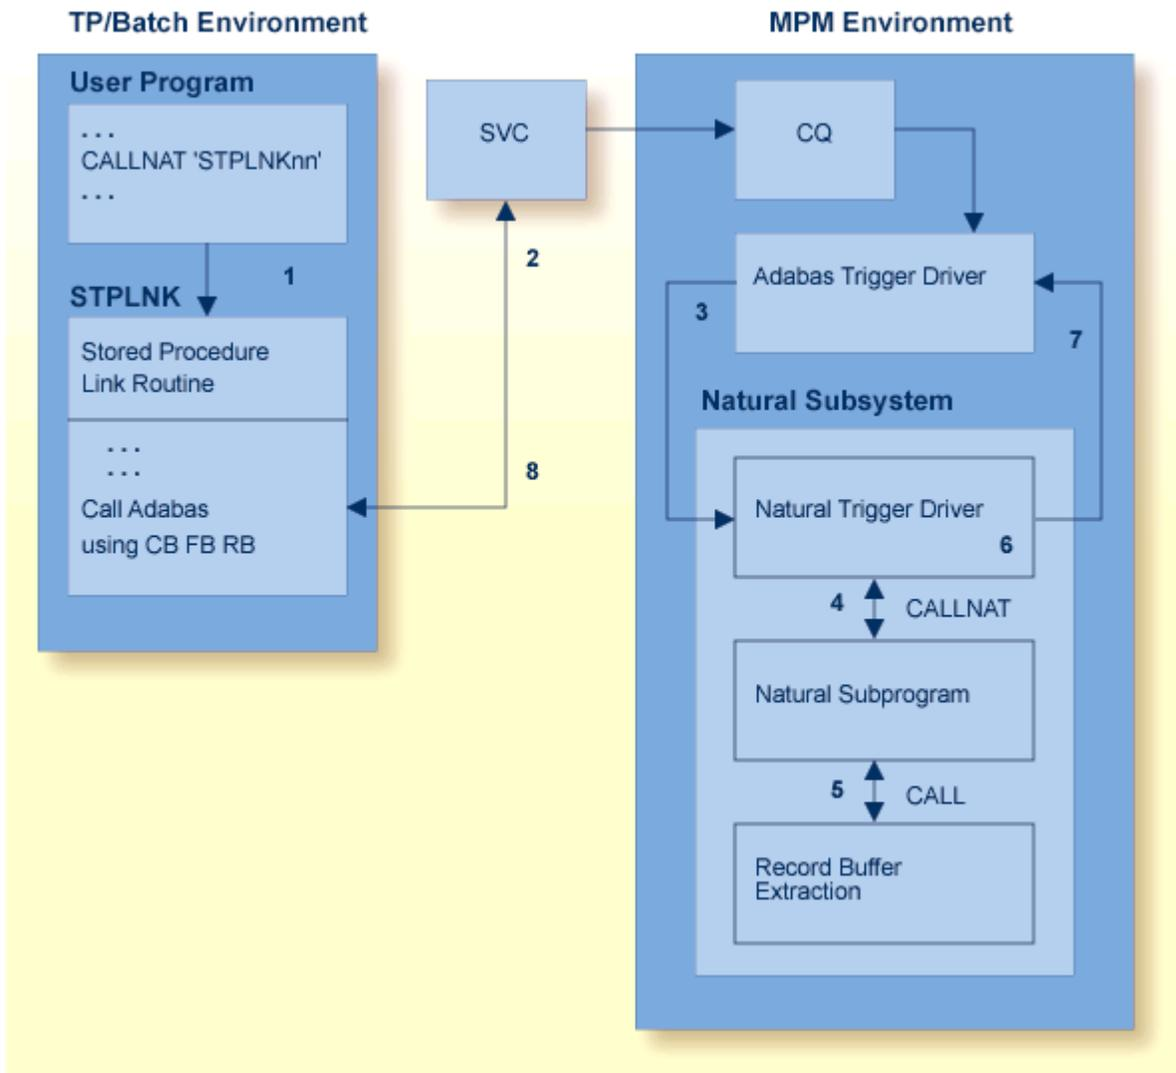 TP/Batch Environment
User Program
...
CALLNAT 'STPLNKnn'
...
1
STPLNK
Stored Procedure
Link Routine
...
...
Call Adabas
using CB FB RB
SVC
2
8
MPM Environment
CQ
Adabas Trigger Driver
3
7
Natural Subsystem
Natural Trigger Driver
6
4
CALLNAT
Natural Subprogram
5
CALL
Record Buffer
Extraction